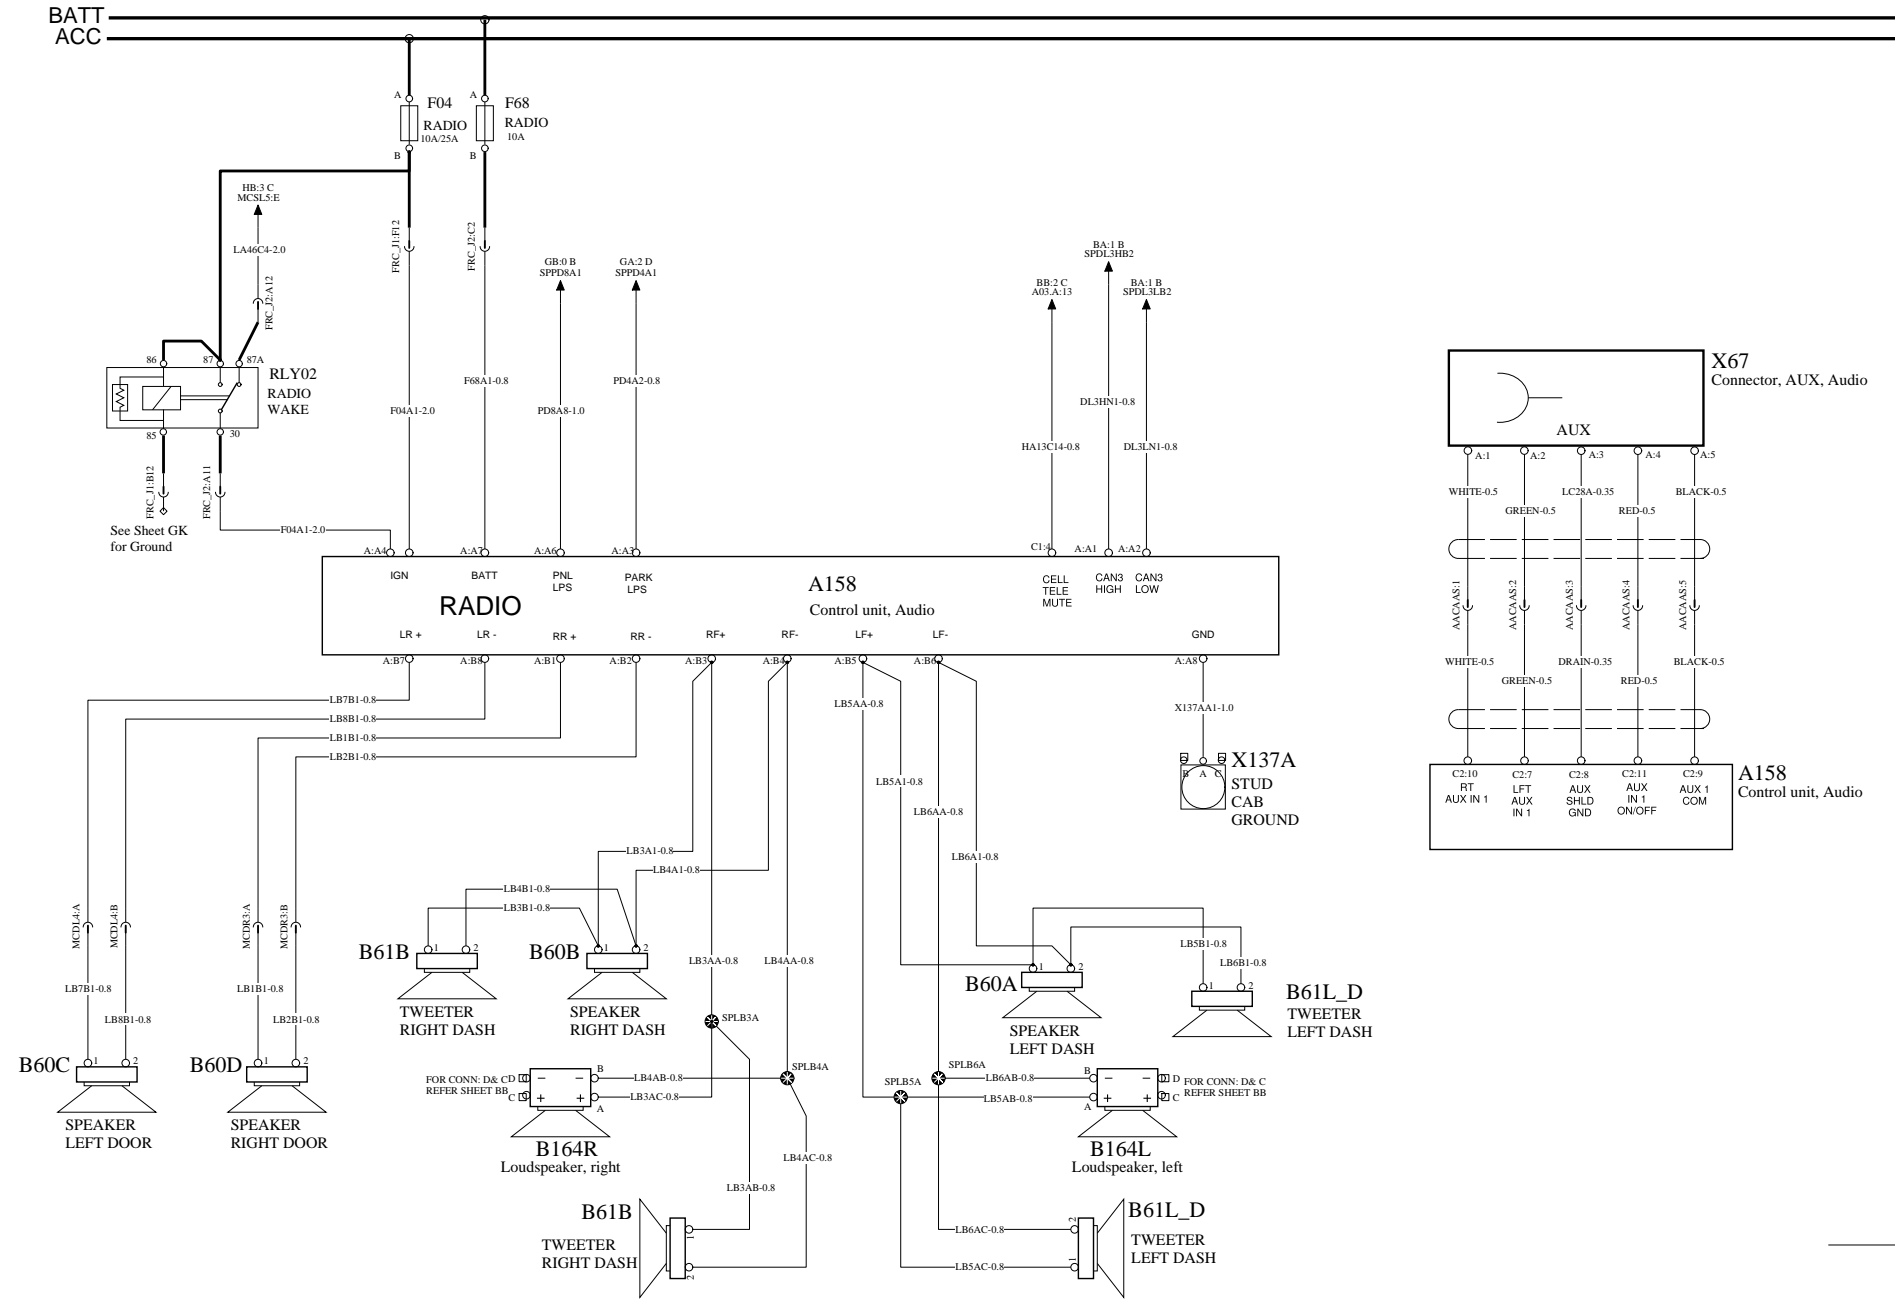 BATT
ACC
A
F04
RADIO
10A/25A
B
A
F68
RADIO
10A
B
HB:3 C
MCSL5:E
LA46C4-2.0
FRC_J2:A12
FRC_J1:F12
FRC_J2:C2
86
87
87A
RLY02
RADIO
WAKE
85
30
FRC_J1:B12
FRC_J2:A11
See Sheet GK
for Ground
F04A1-2.0
F04A1-2.0
F68A1-0.8
GB:0 B
SPPD8A1
PD8A8-1.0
GA:2 D
SPPD4A1
PD4A2-0.8
BB:2 C
A03.A:13
HA13C14-0.8
BA:1 B
SPDL3HB2
DL3HN1-0.8
BA:1 B
SPDL3LB2
DL3LN1-0.8
A:A4
A:A7
A:A6
A:A3
C1:4
A:A1
A:A2
IGN
BATT
PNL
LPS
PARK
LPS
RADIO
A158
Control unit, Audio
CELL
TELE
MUTE
CAN3
HIGH
CAN3
LOW
LR +
LR -
RR +
RR -
RF+
RF-
LF+
LF-
GND
A:B7
A:B8
A:B1
A:B2
A:B3
A:B4
A:B5
A:B6
A:A8
LB7B1-0.8
LB8B1-0.8
LB1B1-0.8
LB2B1-0.8
LB5AA-0.8
LB5A1-0.8
LB6AA-0.8
LB6A1-0.8
X137AA1-1.0
B
A
C
X137A
STUD
CAB
GROUND
LB3A1-0.8
LB4A1-0.8
LB4B1-0.8
LB3B1-0.8
MCDL4:A
MCDL4:B
MCDR3:A
MCDR3:B
LB7B1-0.8
LB8B1-0.8
LB1B1-0.8
LB2B1-0.8
B60C
1
2
SPEAKER
LEFT DOOR
B60D
1
2
SPEAKER
RIGHT DOOR
B61B
1
2
TWEETER
RIGHT DASH
B60B
1
2
SPEAKER
RIGHT DASH
LB3AA-0.8
LB4AA-0.8
SPLB3A
SPLB4A
FOR CONN: D& C
REFER SHEET BB
D
C
- -
+ +
B
A
LB4AB-0.8
LB3AC-0.8
B164R
Loudspeaker, right
LB4AC-0.8
LB3AB-0.8
B61B
TWEETER
RIGHT DASH
1
2
LB5B1-0.8
LB6B1-0.8
B60A
1
2
SPEAKER
LEFT DASH
1
2
B61L_D
TWEETER
LEFT DASH
SPLB6A
SPLB5A
LB6AB-0.8
LB5AB-0.8
B
A
- -
+ +
D
C
FOR CONN: D& C
REFER SHEET BB
B164L
Loudspeaker, left
LB6AC-0.8
LB5AC-0.8
2
1
B61L_D
TWEETER
LEFT DASH
X67
Connector, AUX, Audio
AUX
A:1
A:2
A:3
A:4
A:5
WHITE-0.5
GREEN-0.5
LC28A-0.35
RED-0.5
BLACK-0.5
AACAAS:1
AACAAS:2
AACAAS:3
AACAAS:4
AACAAS:5
WHITE-0.5
GREEN-0.5
DRAIN-0.35
RED-0.5
BLACK-0.5
C2:10
RT
AUX IN 1
C2:7
LFT
AUX
IN 1
C2:8
AUX
SHLD
GND
C2:11
AUX
IN 1
ON/OFF
C2:9
AUX 1
COM
A158
Control unit, Audio